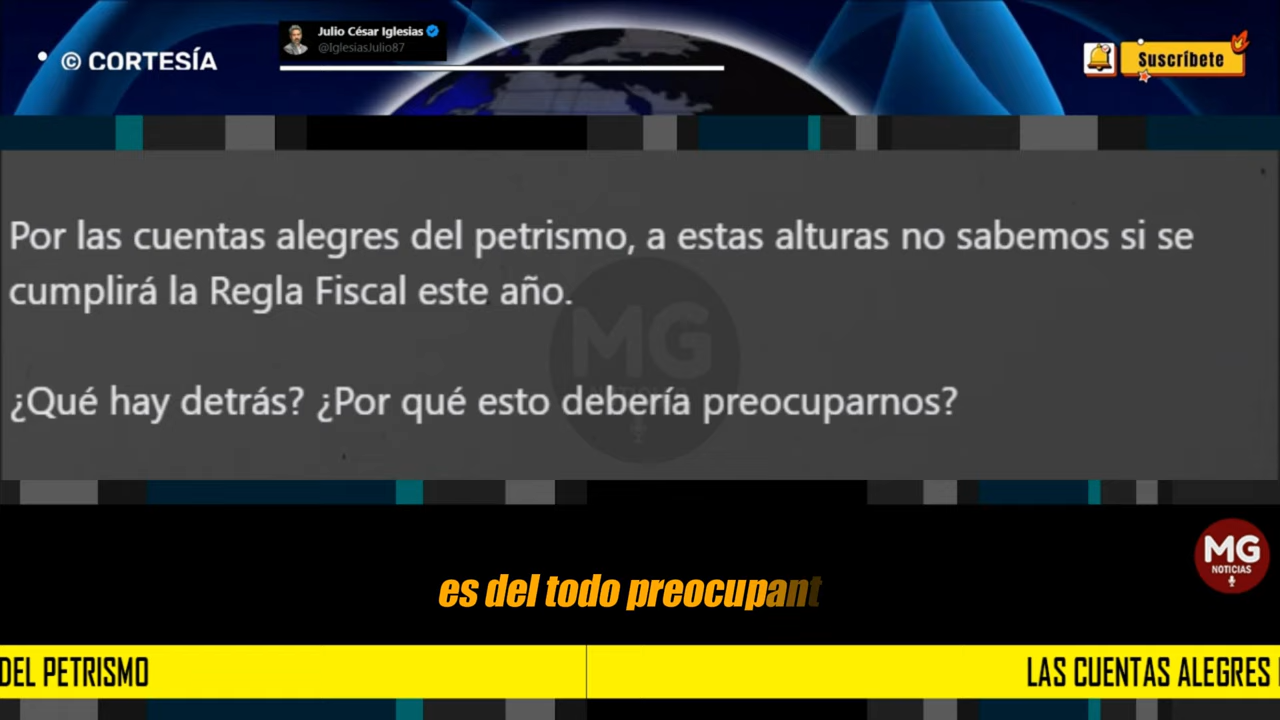 © CORTESÍA
Julio César Iglesias
@IglesiasJulio87
Suscríbete
Por las cuentas alegres del petrismo, a estas alturas no sabemos si se
cumplirá la Regla Fiscal este año.
¿Qué hay detrás? ¿Por qué esto debería preocuparnos?
MG
NOTICIAS
MG
NOTICIAS
es del todo preocupant
DEL PETRISMO
LAS CUENTAS ALEGRES